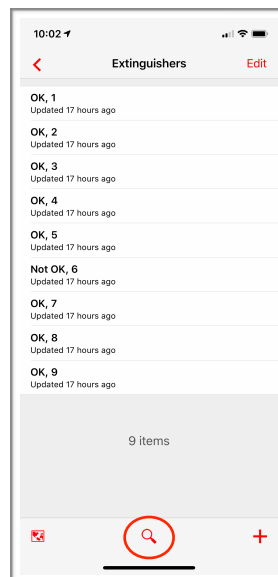 10:02
Extinguishers
Edit
OK, 1
Updated 17 hours ago
OK, 2
Updated 17 hours ago
OK, 3
Updated 17 hours ago
OK, 4
Updated 17 hours ago
OK, 5
Updated 17 hours ago
Not OK, 6
Updated 17 hours ago
OK, 7
Updated 17 hours ago
OK, 8
Updated 17 hours ago
OK, 9
Updated 17 hours ago
9 items